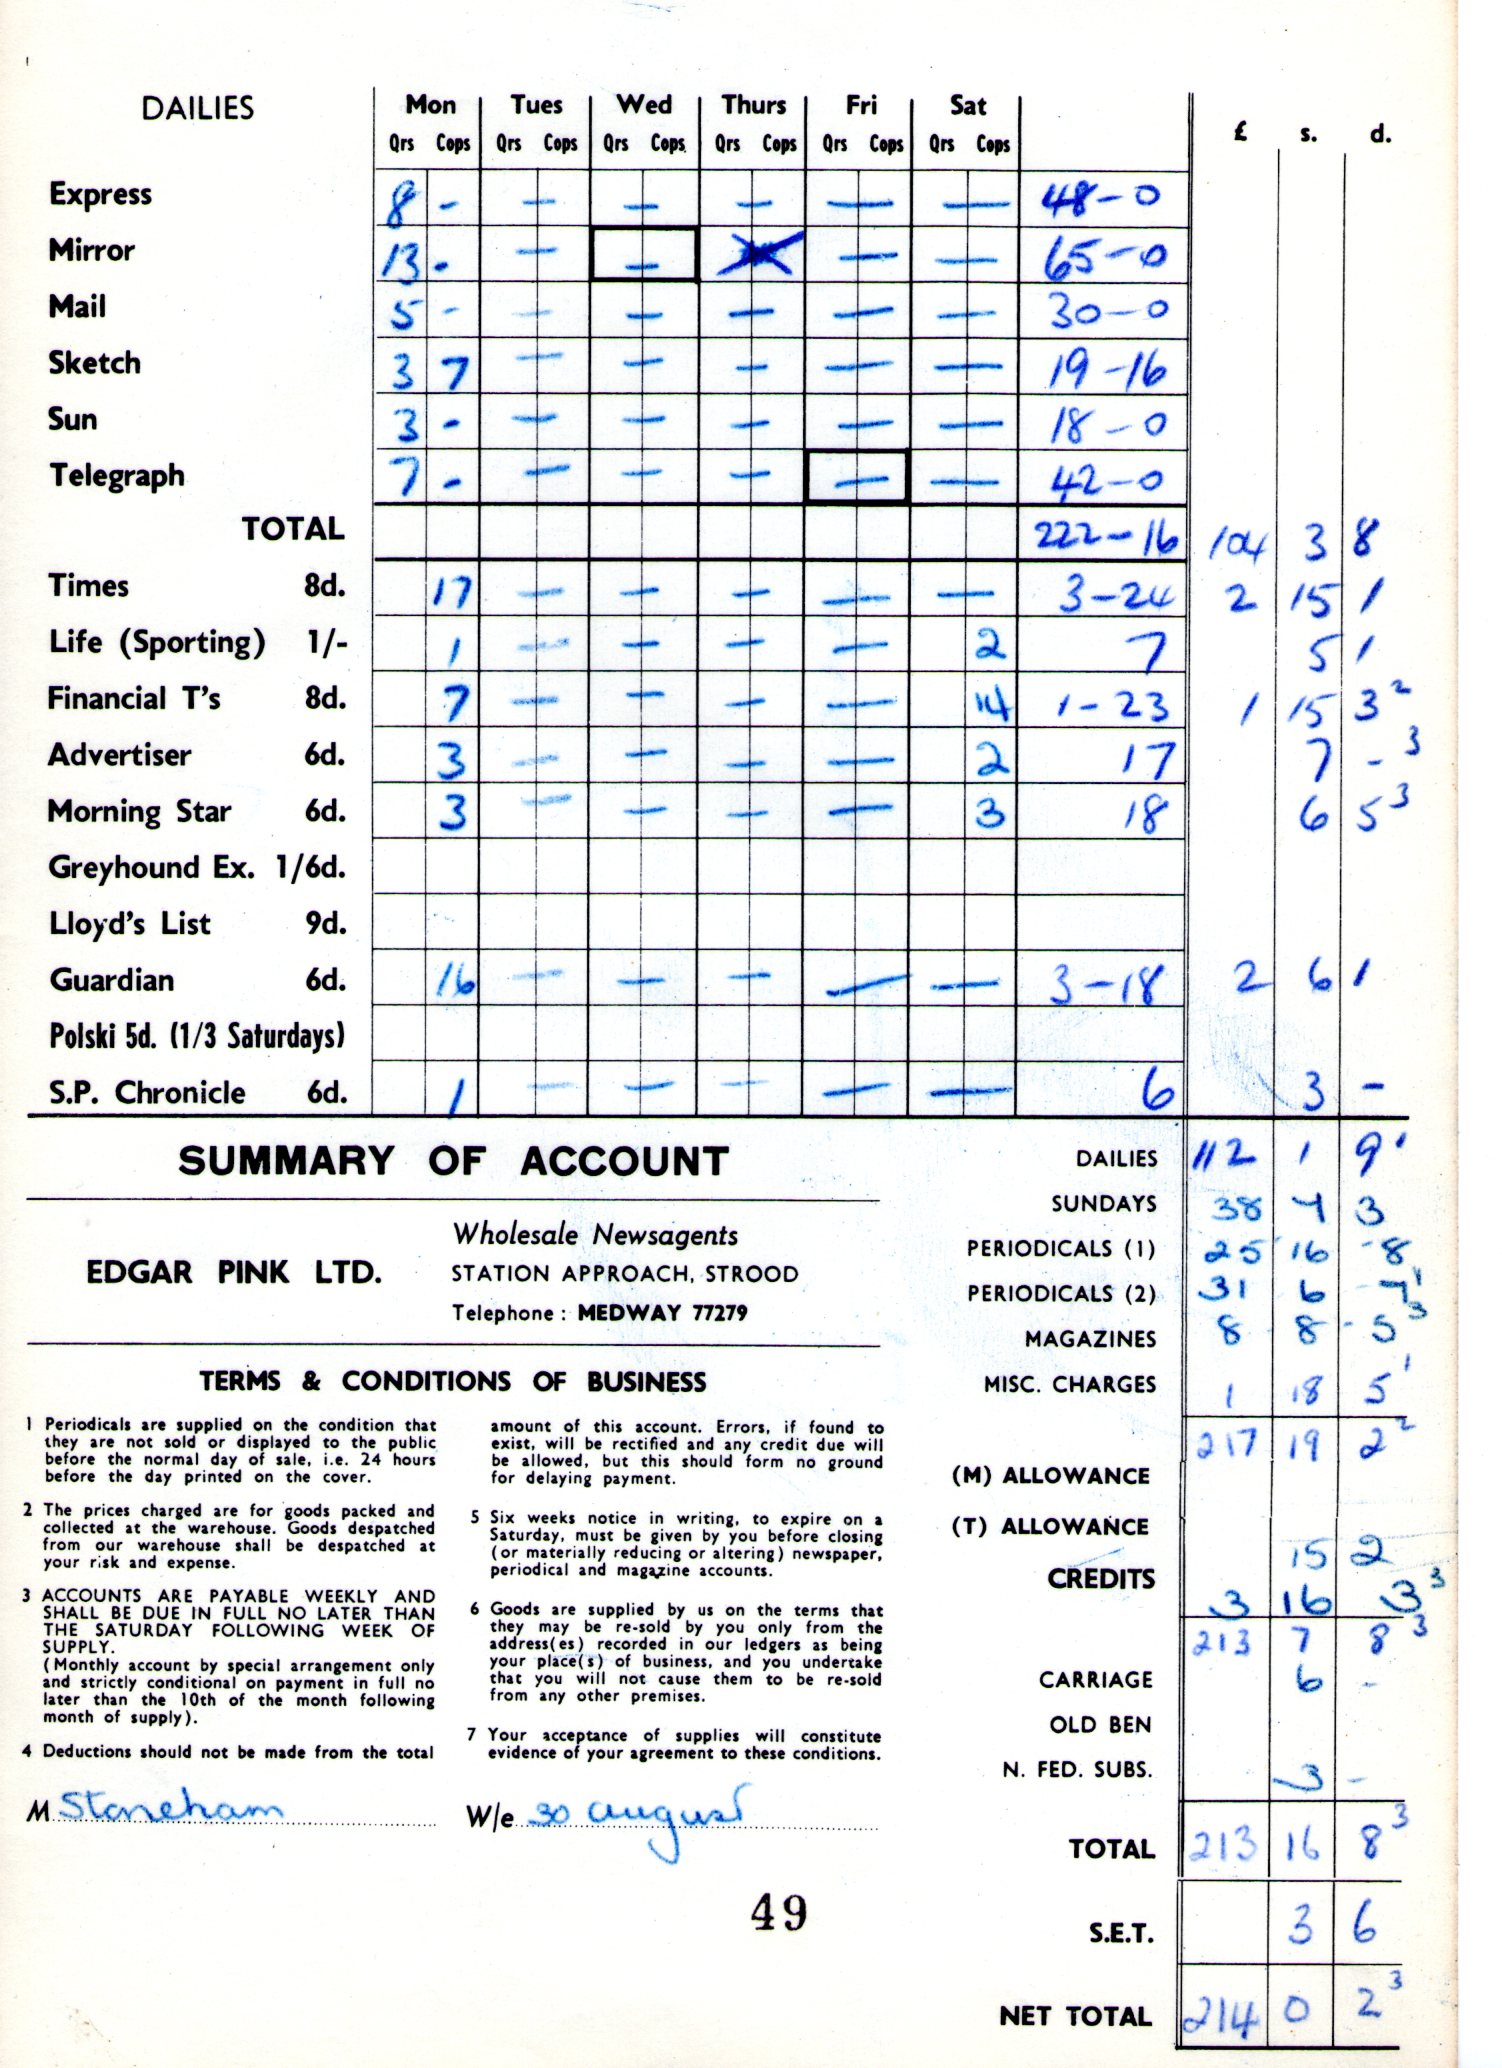 DAILIES Mon Tues Wed Thurs Fri Sat £ s. d.
Qrs Cops Qrs Cops Qrs Cops Qrs Cops Qrs Cops Qrs Cops
Express 8 - - - - - - 48-0
Mirror 13 - - - - - 65-0
Mail 5 - - - - - - 30-0
Sketch 3 7 - - - - - 19-16
Sun 3 - - - - - - 18-0
Telegraph 7 - - - - - - 42-0
TOTAL 222-16 104 3 8
Times 8d. 17 - - - - - 3-24 2 15 1
Life (Sporting) 1/- 1 - - - - 2 7 5 1
Financial T's 8d. 7 - - - - 14 1-23 1 15 3 2
Advertiser 6d. 3 - - - - 2 17 7 - 3
Morning Star 6d. 3 - - - - 3 18 6 5 3
Greyhound Ex. 1/6d.
Lloyd's List 9d.
Guardian 6d. 16 - - - - - 3-18 2 6 1
Polski 5d. (1/3 Saturdays)
S.P. Chronicle 6d. 1 - - - - - 6 3 -
SUMMARY OF ACCOUNT
EDGAR PINK LTD.
Wholesale Newsagents
STATION APPROACH, STROOD
Telephone : MEDWAY 77279
TERMS & CONDITIONS OF BUSINESS
1 Periodicals are supplied on the condition that
they are not sold or displayed to the public
before the normal day of sale, i.e. 24 hours
before the day printed on the cover.
2 The prices charged are for goods packed and
collected at the warehouse. Goods despatched
from our warehouse shall be despatched at
your risk and expense.
3 ACCOUNTS ARE PAYABLE WEEKLY AND
SHALL BE DUE IN FULL NO LATER THAN
THE SATURDAY FOLLOWING WEEK OF
SUPPLY.
(Monthly account by special arrangement only
and strictly conditional on payment in full no
later than the 10th of the month following
month of supply).
4 Deductions should not be made from the total
amount of this account. Errors, if found to
exist, will be rectified and any credit due will
be allowed, but this should form no ground
for delaying payment.
5 Six weeks notice in writing, to expire on a
Saturday, must be given by you before closing
(or materially reducing or altering) newspaper,
periodical and magazine accounts.
6 Goods are supplied by us on the terms that
they may be re-sold by you only from the
address(es) recorded in our ledgers as being
your place(s) of business, and you undertake
that you will not cause them to be re-sold
from any other premises.
7 Your acceptance of supplies will constitute
evidence of your agreement to these conditions.
M Stoneham W/e 30 august
49
DAILIES 112 1 9 1
SUNDAYS 38 4 3
PERIODICALS (1) 25 16 - 8
PERIODICALS (2) 31 6 - 7 1
MAGAZINES 8 8 - 5 3
MISC. CHARGES 1 18 5 1
217 19 2 2
(M) ALLOWANCE
(T) ALLOWANCE
15 2
CREDITS 3 16 3 3
213 7 8 3
CARRIAGE 6 -
OLD BEN
N. FED. SUBS. 3 -
TOTAL 213 16 8 3
S.E.T. 3 6
NET TOTAL 214 0 2 3